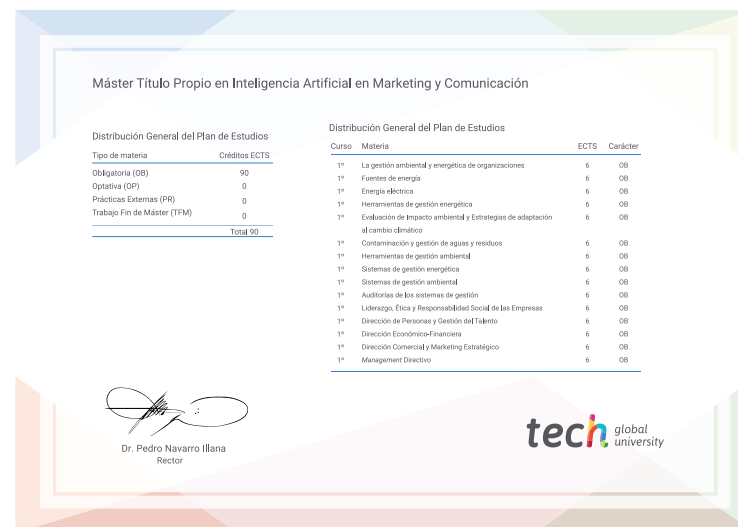 Máster Título Propio en Inteligencia Artificial en Marketing y Comunicación
Distribución General del Plan de Estudios
Tipo de materia Créditos ECTS
Obligatoria (OB) 90
Optativa (OP) 0
Prácticas Externas (PR) 0
Trabajo Fin de Máster (TFM) 0
Total 90
Distribución General del Plan de Estudios
Curso Materia ECTS Carácter
1º La gestión ambiental y energética de organizaciones 6 OB
1º Fuentes de energía 6 OB
1º Energía eléctrica 6 OB
1º Herramientas de gestión energética 6 OB
1º Evaluación de Impacto ambiental y Estrategias de adaptación 6 OB
al cambio climático
1º Contaminación y gestión de aguas y residuos 6 OB
1º Herramientas de gestión ambiental 6 OB
1º Sistemas de gestión energética 6 OB
1º Sistemas de gestión ambiental 6 OB
1º Auditorías de los sistemas de gestión 6 OB
1º Liderazgo, Ética y Responsabilidad Social de las Empresas 6 OB
1º Dirección de Personas y Gestión del Talento 6 OB
1º Dirección Económico-Financiera 6 OB
1º Dirección Comercial y Marketing Estratégico 6 OB
1º Management Directivo 6 OB
Dr. Pedro Navarro Illana
Rector
tech global
university